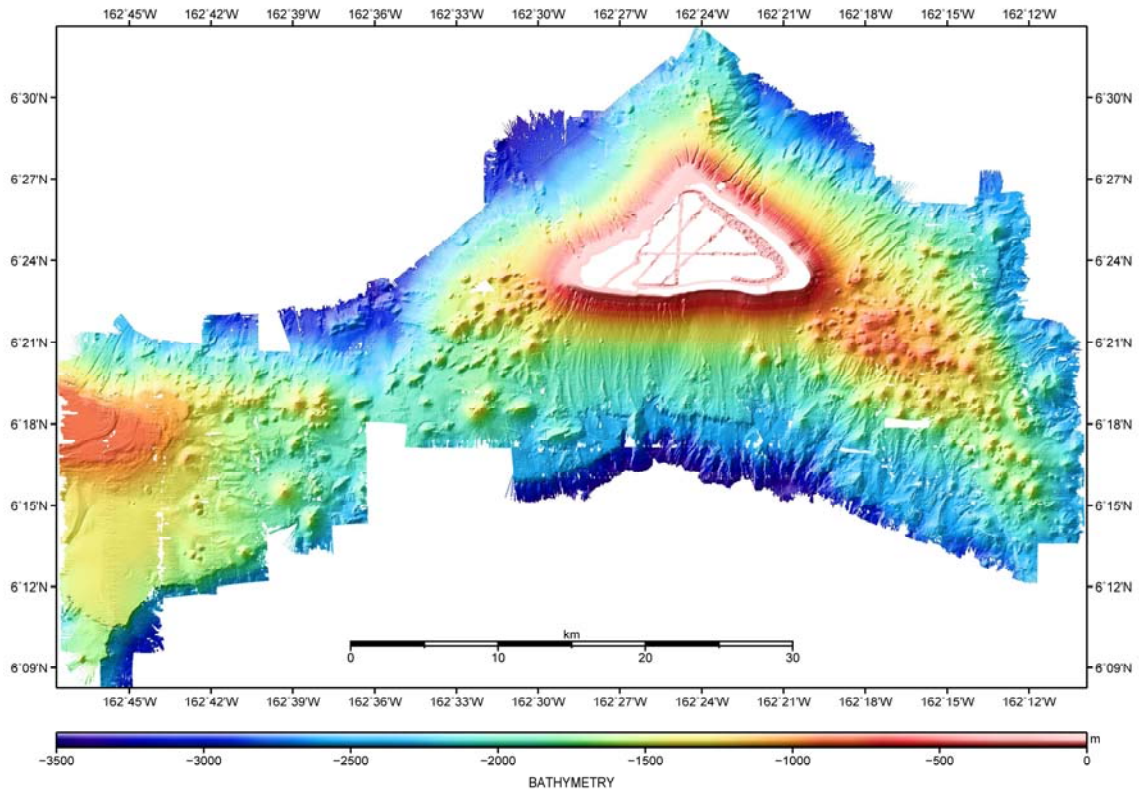 162˚45'W 162˚42'W 162˚39'W 162˚36'W 162˚33'W 162˚30'W 162˚27'W 162˚24'W 162˚21'W 162˚18'W 162˚15'W 162˚12'W
6˚30'N 6˚30'N
6˚27'N 6˚27'N
6˚24'N 6˚24'N
6˚21'N 6˚21'N
6˚18'N 6˚18'N
6˚15'N 6˚15'N
6˚12'N 6˚12'N
km
0 10 20 30
6˚09'N 6˚09'N
162˚45'W 162˚42'W 162˚39'W 162˚36'W 162˚33'W 162˚30'W 162˚27'W 162˚24'W 162˚21'W 162˚18'W 162˚15'W 162˚12'W
m
−3500 −3000 −2500 −2000 −1500 −1000 −500 0
BATHYMETRY